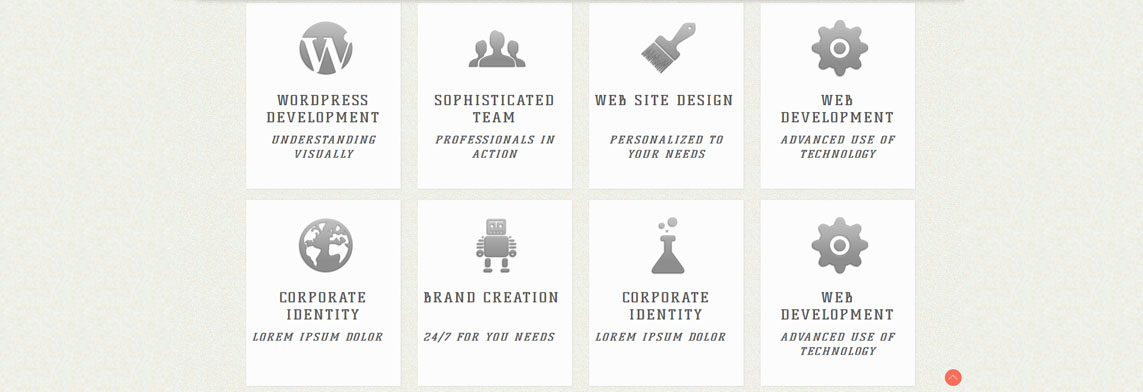 WORDPRESS
DEVELOPMENT
UNDERSTANDING
VISUALLY
SOPHISTICATED
TEAM
PROFESSIONALS IN
ACTION
WEB SITE DESIGN
PERSONALIZED TO
YOUR NEEDS
WEB
DEVELOPMENT
ADVANCED USE OF
TECHNOLOGY
CORPORATE
IDENTITY
LOREM IPSUM DOLOR
BRAND CREATION
24/7 FOR YOU NEEDS
CORPORATE
IDENTITY
LOREM IPSUM DOLOR
WEB
DEVELOPMENT
ADVANCED USE OF
TECHNOLOGY